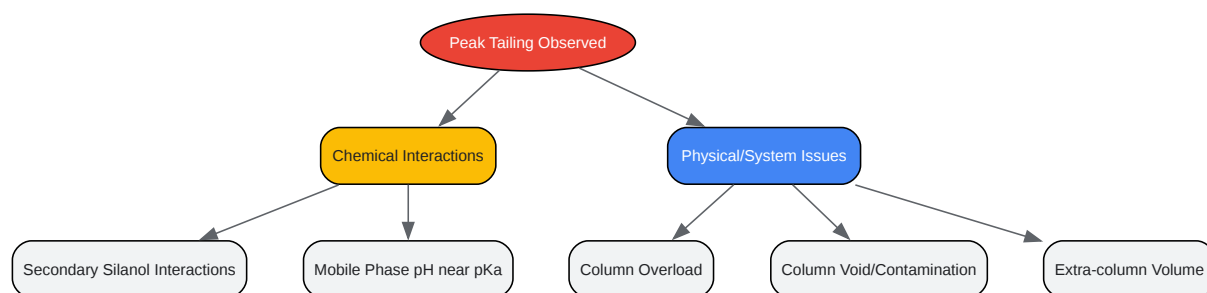 Peak Tailing Observed
Chemical Interactions
Physical/System Issues
Secondary Silanol Interactions
Mobile Phase pH near pKa
Column Overload
Column Void/Contamination
Extra-column Volume